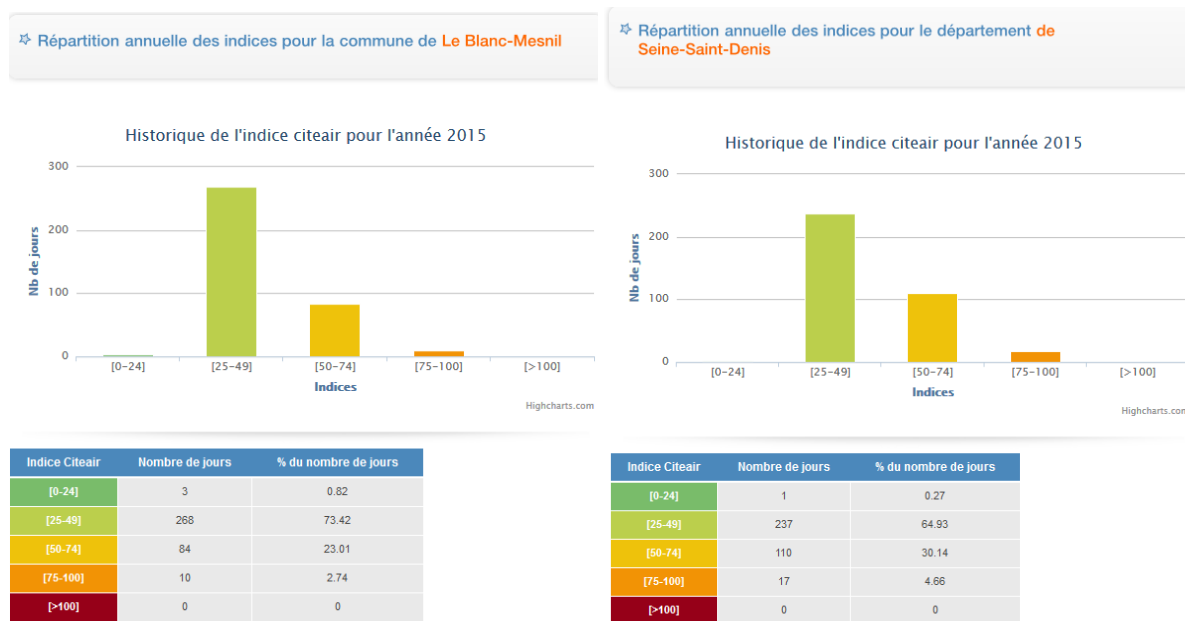 Répartition annuelle des indices pour la commune de Le Blanc-Mesnil
Historique de l'indice citeair pour l'année 2015
Nb de jours
300
200
100
0
[0-24]
[25-49]
[50-74]
[75-100]
[>100]
Indices
Highcharts.com
Indice Citeair Nombre de jours % du nombre de jours
[0-24] 3 0.82
[25-49] 268 73.42
[50-74] 84 23.01
[75-100] 10 2.74
[>100] 0 0
Répartition annuelle des indices pour le département de
Seine-Saint-Denis
Historique de l'indice citeair pour l'année 2015
Nb de jours
300
200
100
0
[0-24]
[25-49]
[50-74]
[75-100]
[>100]
Indices
Highcharts.con
Indice Citeair Nombre de jours % du nombre de jours
[0-24] 1 0.27
[25-49] 237 64.93
[50-74] 110 30.14
[75-100] 17 4.66
[>100] 0 0